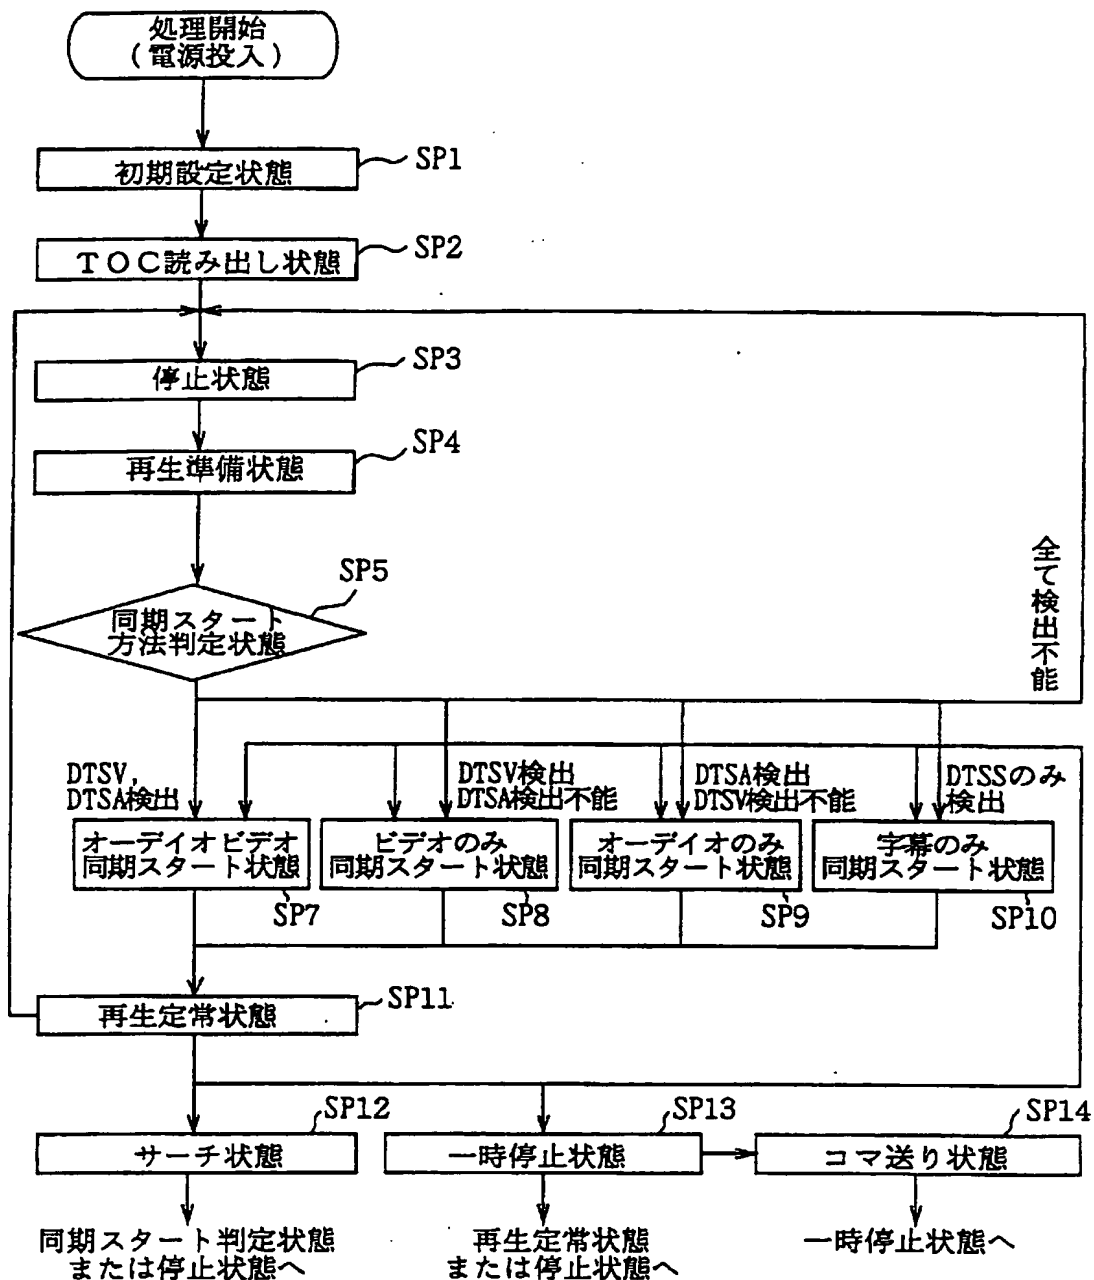 処理開始
(電源投入)
初期設定状態
SP1
TOC読み出し状態
SP2
停止状態
SP3
再生準備状態
SP4
SP5
同期スタート
方法判定状態
全て検出不能
DTSV,
DTSA検出
DTSV検出
DTSA検出不能
DTSA検出
DTSV検出不能
DTSSのみ
検出
オーデイオビデオ
同期スタート状態
ビデオのみ
同期スタート状態
オーデイオのみ
同期スタート状態
字幕のみ
同期スタート状態
SP7
SP8
SP9
SP10
再生定常状態
SP11
SP12
SP13
SP14
サーチ状態
一時停止状態
コマ送り状態
同期スタート判定状態
または停止状態へ
再生定常状態
または停止状態へ
一時停止状態へ